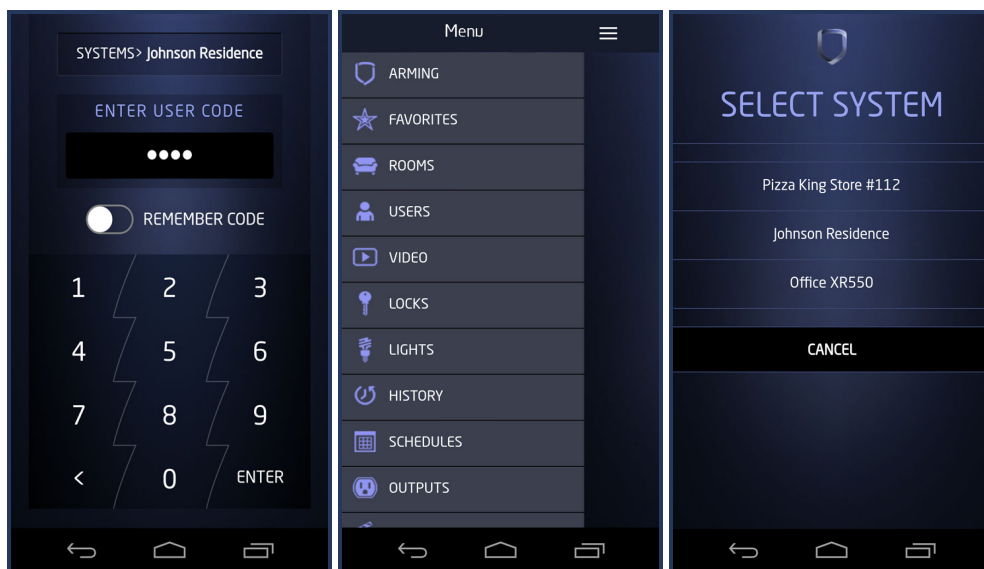 SYSTEMS> Johnson Residence
ENTER USER CODE
••••
REMEMBER CODE
1 2 3
4 5 6
7 8 9
< 0 ENTER
Menu
ARMING
FAVORITES
ROOMS
USERS
VIDEO
LOCKS
LIGHTS
HISTORY
SCHEDULES
OUTPUTS
SELECT SYSTEM
Pizza King Store #112
Johnson Residence
Office XR550
CANCEL